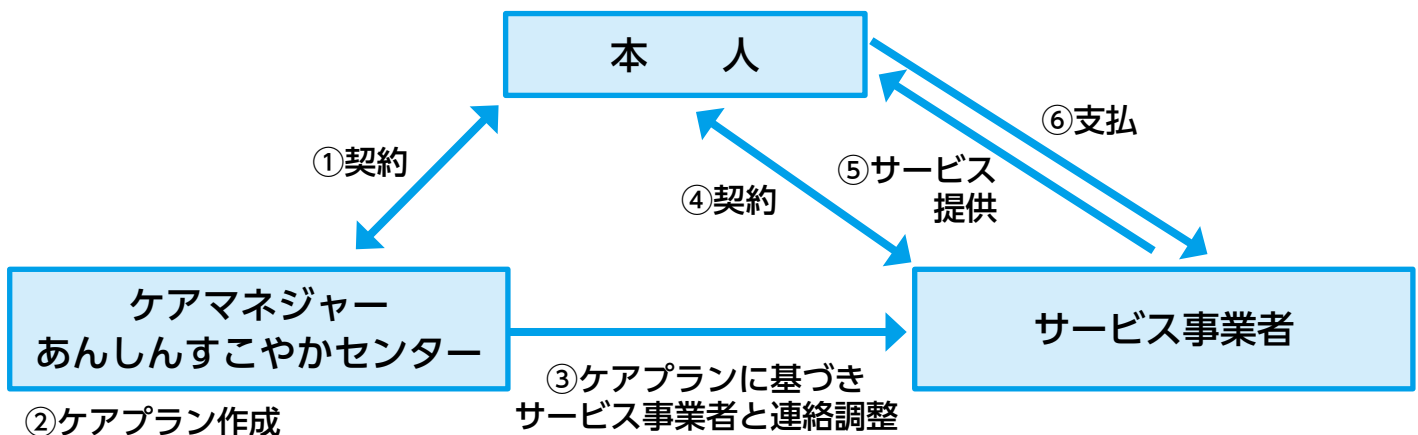 本　人
⑥支払
①契約
⑤サービス
提供
④契約
ケアマネジャー
あんしんすこやかセンター
サービス事業者
③ケアプランに基づき
サービス事業者と連絡調整
②ケアプラン作成